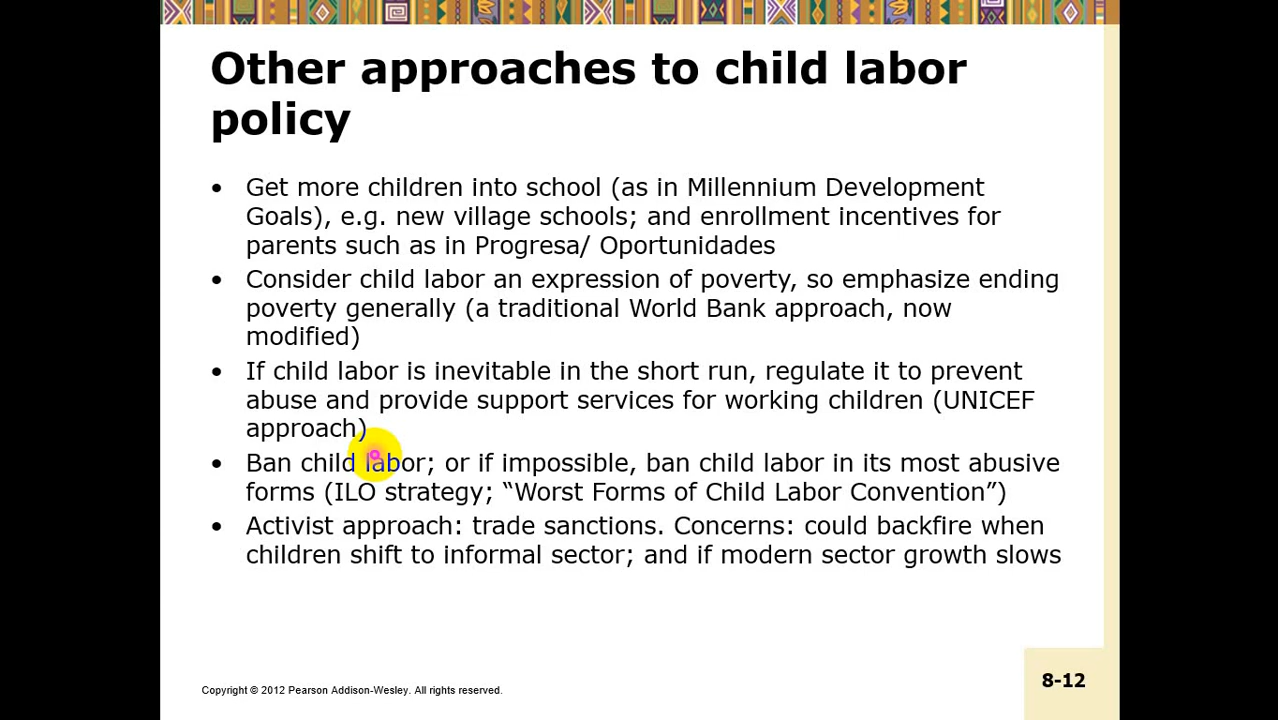 Other approaches to child labor
policy
• Get more children into school (as in Millennium Development
Goals), e.g. new village schools; and enrollment incentives for
parents such as in Progresa/ Oportunidades
• Consider child labor an expression of poverty, so emphasize ending
poverty generally (a traditional World Bank approach, now
modified)
• If child labor is inevitable in the short run, regulate it to prevent
abuse and provide support services for working children (UNICEF
approach)
• Ban child labor; or if impossible, ban child labor in its most abusive
forms (ILO strategy; “Worst Forms of Child Labor Convention”)
• Activist approach: trade sanctions. Concerns: could backfire when
children shift to informal sector; and if modern sector growth slows
Copyright © 2012 Pearson Addison-Wesley. All rights reserved.
8-12